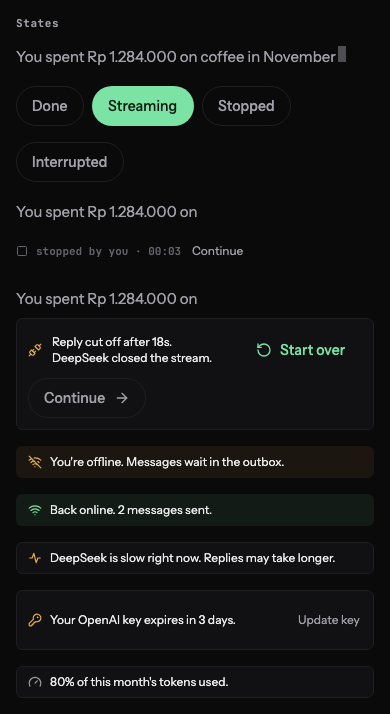 States
You spent Rp 1.284.000 on coffee in November
Done
Streaming
Stopped
Interrupted
You spent Rp 1.284.000 on
stopped by you · 00:03 Continue
You spent Rp 1.284.000 on
Reply cut off after 18s.
DeepSeek closed the stream.
Start over
Continue
You're offline. Messages wait in the outbox.
Back online. 2 messages sent.
DeepSeek is slow right now. Replies may take longer.
Your OpenAI key expires in 3 days. Update key
80% of this month's tokens used.